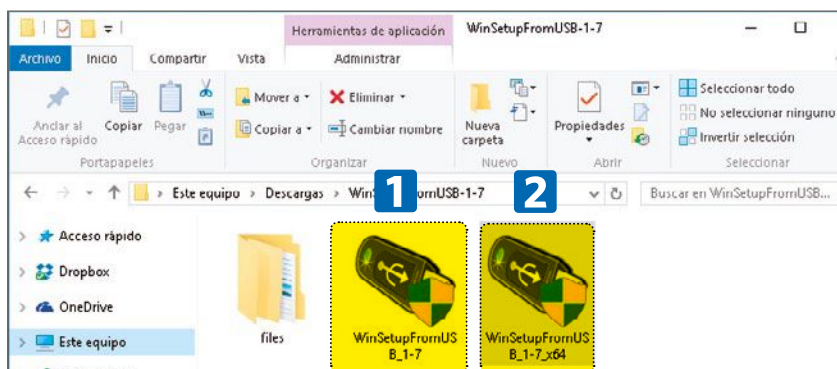 Herramientas de aplicación
WinSetupFromUSB-1-7
Archivo Inicio Compartir Vista Administrar
Anclar al
Acceso rápido
Copiar
Pegar
Mover a
Copiar a
Eliminar
Cambiar nombre
Nueva
carpeta
Propiedades
Seleccionar todo
No seleccionar ninguno
Invertir selección
Portapapeles Organizar Nuevo Abrir Seleccionar
1 2
Este equipo > Descargas > WinSetupFromUSB-1-7
Buscar en WinSetupFromUSB...
Acceso rápido
Dropbox
OneDrive
Este equipo
files
WinSetupFromUS
B_1-7
WinSetupFromUS
B_1-7_x64